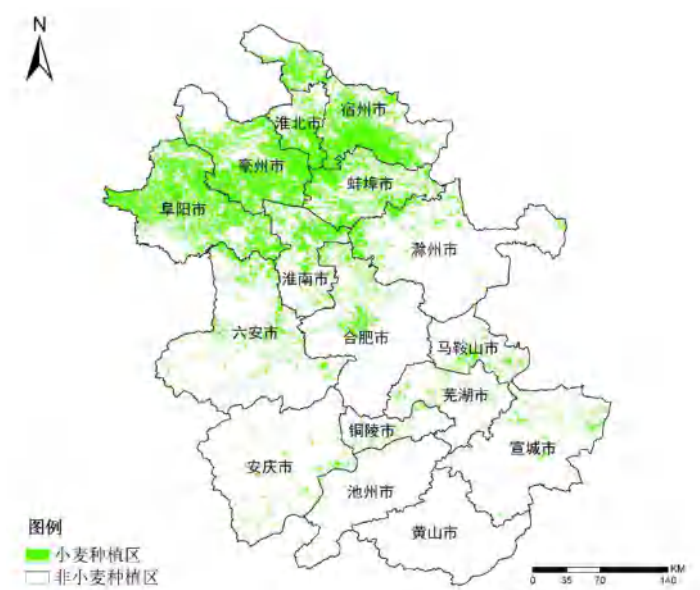 N
宿州市
淮北市
亳州市
蚌埠市
阜阳市
滁州市
淮南市
六安市
合肥市
马鞍山市
芜湖市
铜陵市
宣城市
安庆市
池州市
黄山市
图例
小麦种植区
非小麦种植区
KM
0 35 70 140